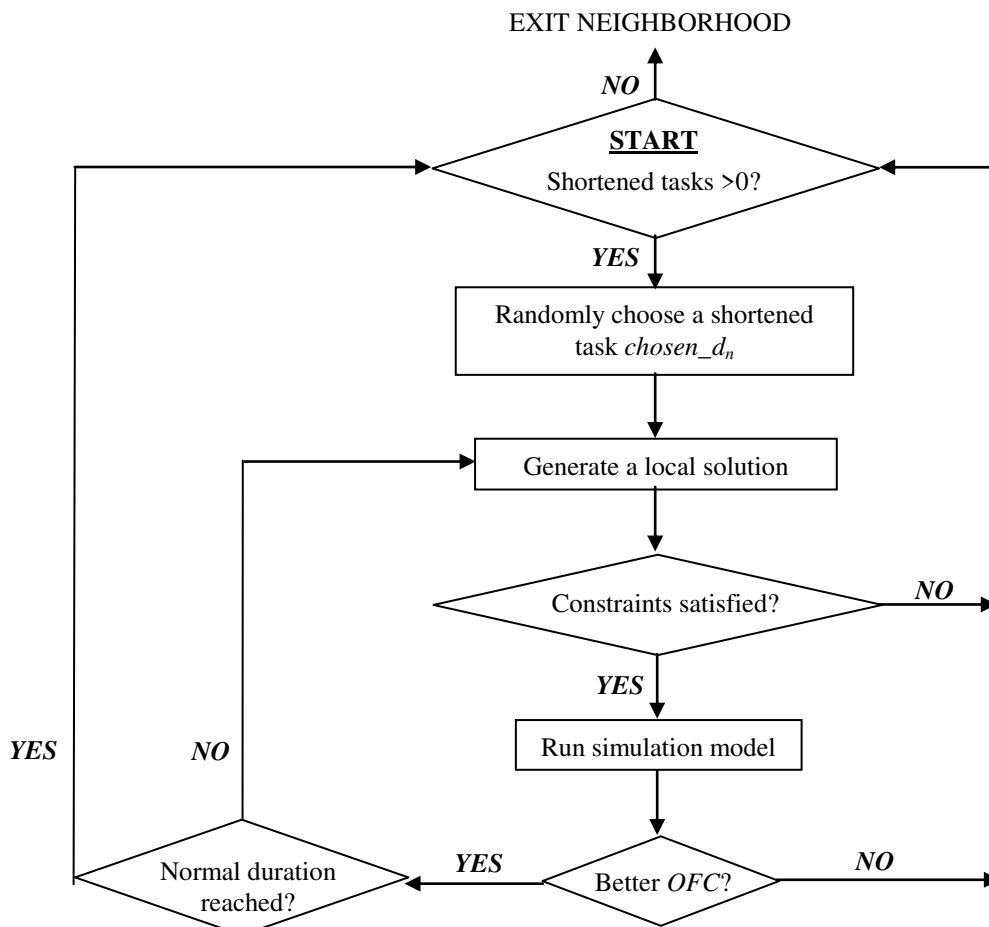 EXIT NEIGHBORHOOD
NO
START
Shortened tasks >0?
YES
Randomly choose a shortened
task chosen_dn
Generate a local solution
Constraints satisfied?
NO
YES
Run simulation model
YES
NO
Better OFC?
NO
YES
Normal duration
reached?